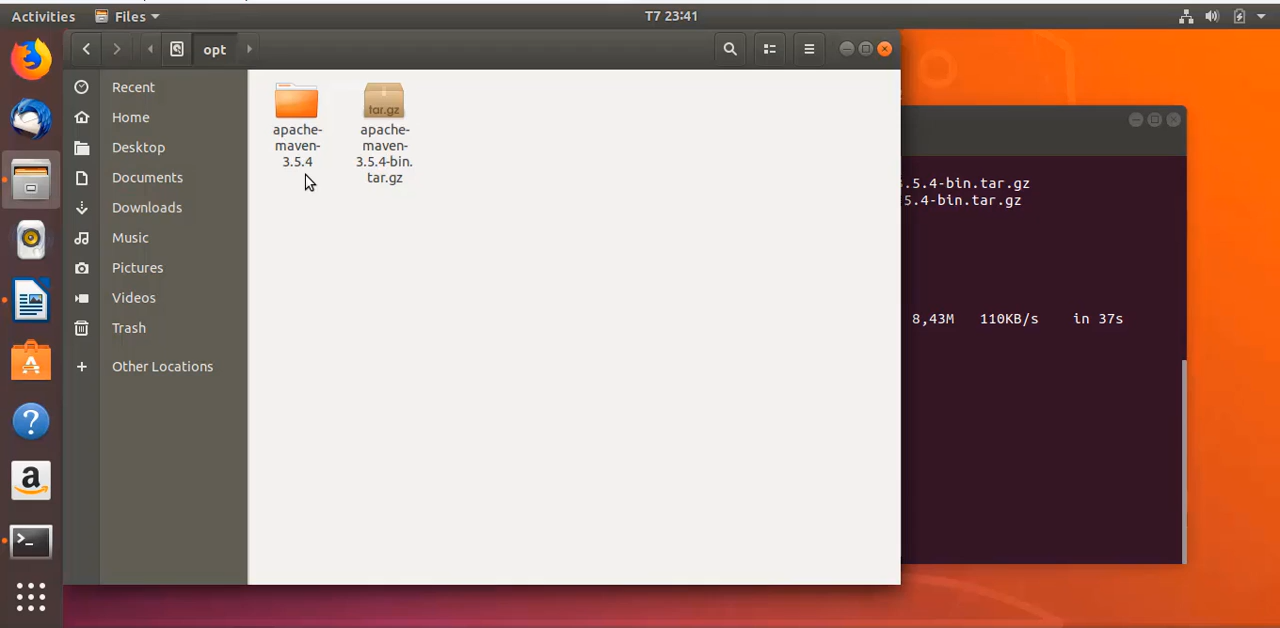 Activities
Files
T7 23:41
opt
Recent
Home
Desktop
Documents
Downloads
Music
Pictures
Videos
Trash
+ Other Locations
apache-
maven-
3.5.4
tar.gz
apache-
maven-
3.5.4-bin.
tar.gz
.5.4-bin.tar.gz
5.4-bin.tar.gz
8,43M 110KB/s in 37s
?
a
>_
A